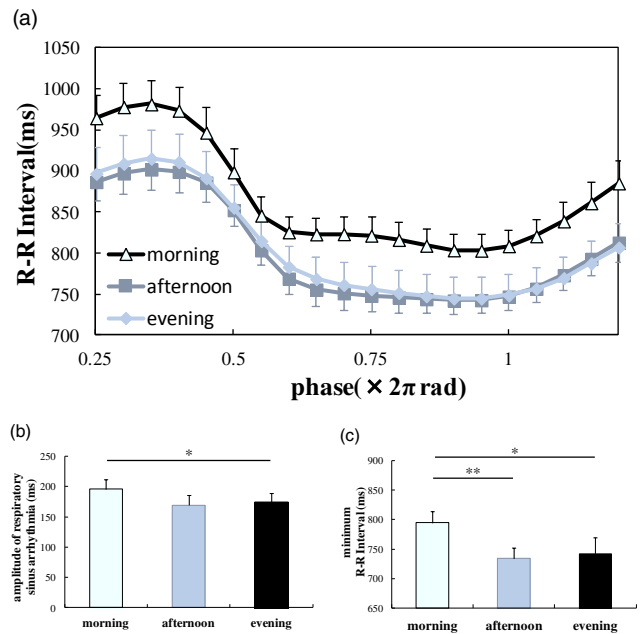 (a)
1050
1000
950
900
850
800
750
700
R-R Interval(ms)
morning
afternoon
evening
0.25
0.5
0.75
1
phase(×2π rad)
(b)
250
200
150
100
50
0
amplitude of respiratory
sinus arrhythmia (ms)
*
morning
afternoon
evening
(c)
900
850
800
750
700
650
minimum
R-R Interval (ms)
*
**
morning
afternoon
evening